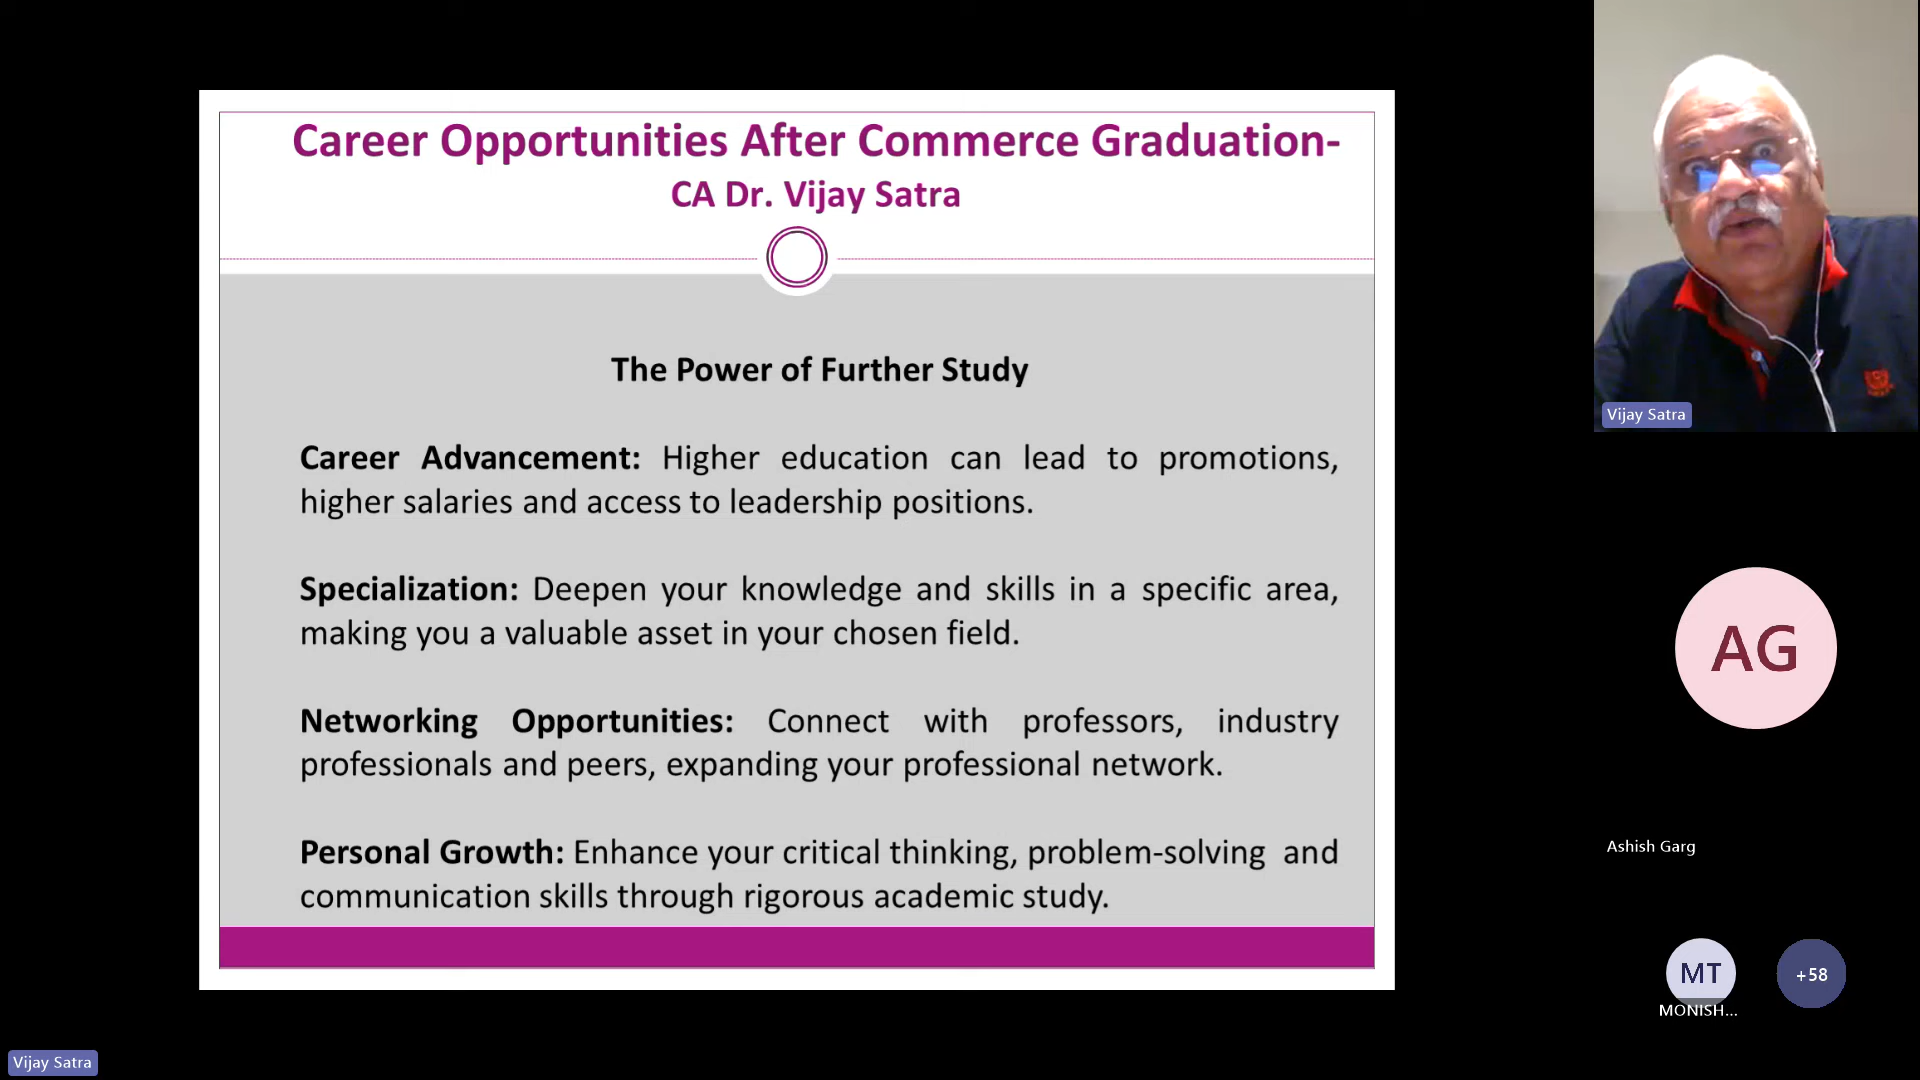 Career Opportunities After Commerce Graduation-
CA Dr. Vijay Satra
The Power of Further Study
Career Advancement: Higher education can lead to promotions,
higher salaries and access to leadership positions.
Specialization: Deepen your knowledge and skills in a specific area,
making you a valuable asset in your chosen field.
Networking Opportunities: Connect with professors, industry
professionals and peers, expanding your professional network.
Personal Growth: Enhance your critical thinking, problem-solving and
communication skills through rigorous academic study.
Vijay Satra
AG
Ashish Garg
MT
+58
MONISH...
Vijay Satra